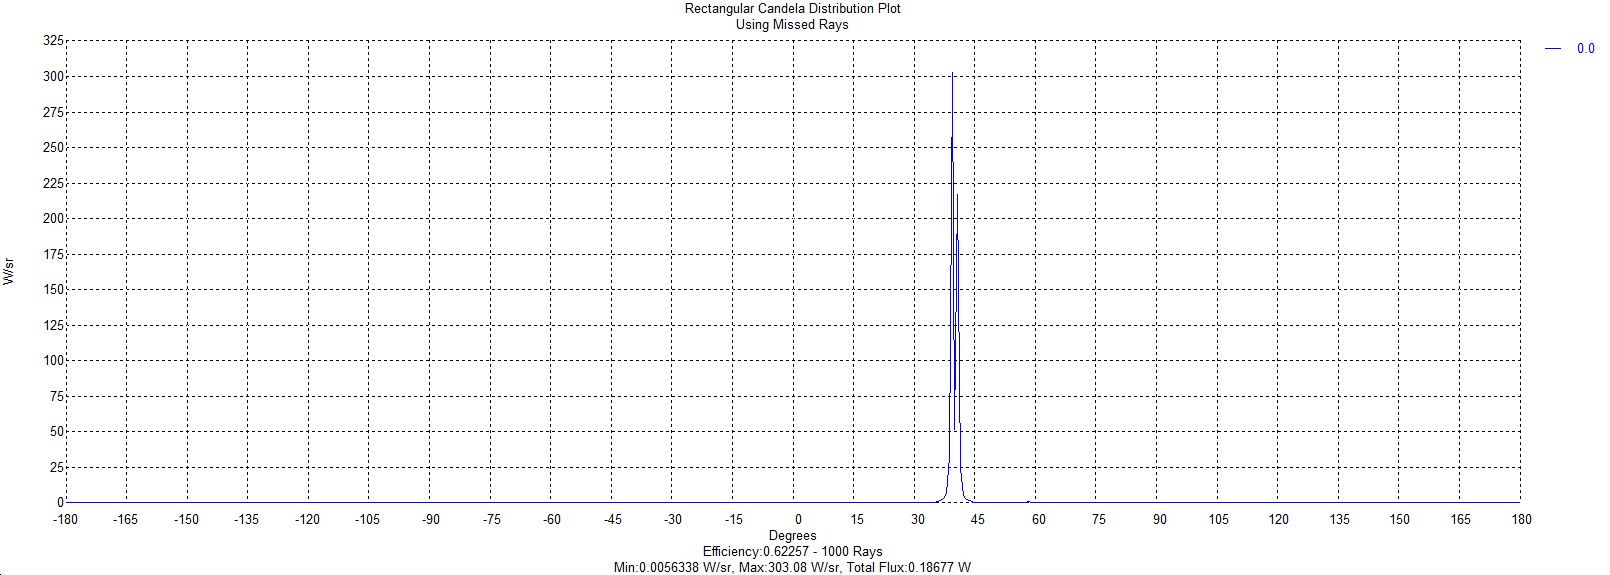 Rectangular Candela Distribution Plot
Using Missed Rays
0.0
325
300
275
250
225
200
175
150
125
100
75
50
25
0
W/sr
-180 -165 -150 -135 -120 -105 -90 -75 -60 -45 -30 -15 0 15 30 45 60 75 90 105 120 135 150 165 180
Degrees
Efficiency:0.62257 - 1000 Rays
Min:0.0056338 W/sr, Max:303.08 W/sr, Total Flux:0.18677 W